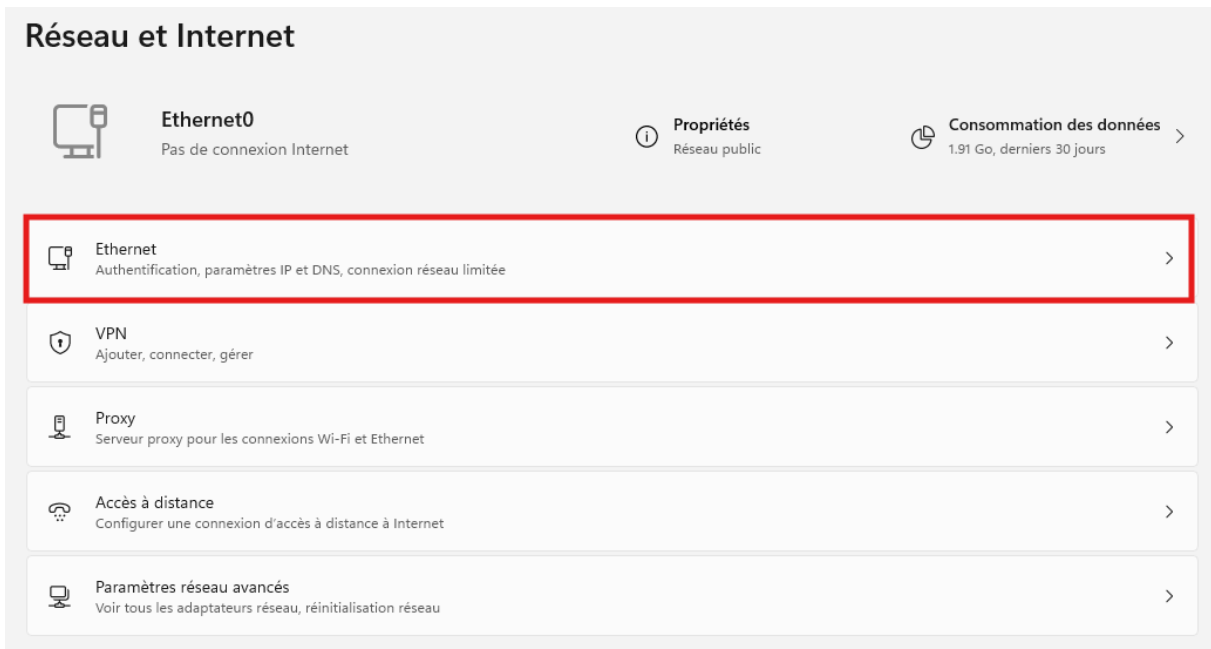 Réseau et Internet
Ethernet0
Pas de connexion Internet
Propriétés
Réseau public
Consommation des données
1.91 Go, derniers 30 jours
Ethernet
Authentification, paramètres IP et DNS, connexion réseau limitée
VPN
Ajouter, connecter, gérer
Proxy
Serveur proxy pour les connexions Wi-Fi et Ethernet
Accès à distance
Configurer une connexion d’accès à distance à Internet
Paramètres réseau avancés
Voir tous les adaptateurs réseau, réinitialisation réseau